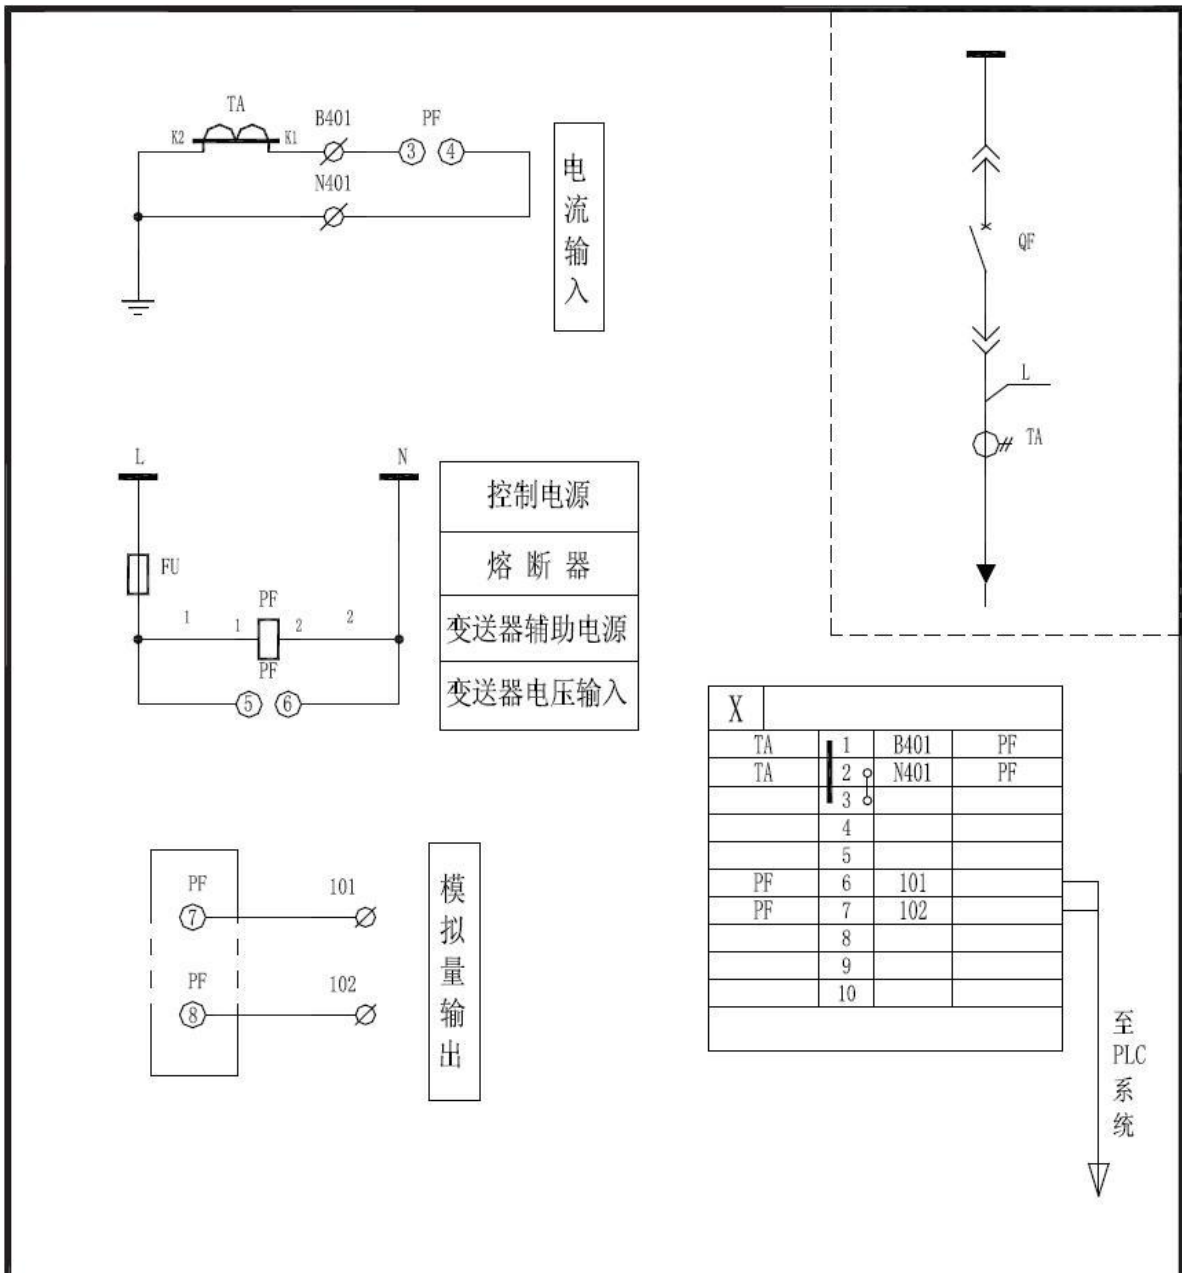 TA
K2
K1
B401
PF
3
4
N401
电流输入
QF
L
TA
L
N
FU
1
PF
1
2
2
PF
5
6
控制电源
熔 断 器
变送器辅助电源
变送器电压输入
X
TA 1 B401 PF
TA 2 N401 PF
3
4
5
PF 6 101
PF 7 102
8
9
10
至
PLC
系
统
PF
7
101
PF
8
102
模拟量输出